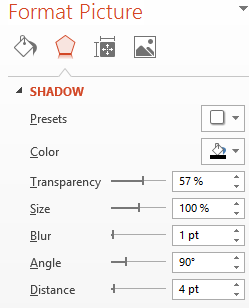 Format Picture
SHADOW
Presets
Color
Transparency 57 %
Size 100 %
Blur 1 pt
Angle 90°
Distance 4 pt